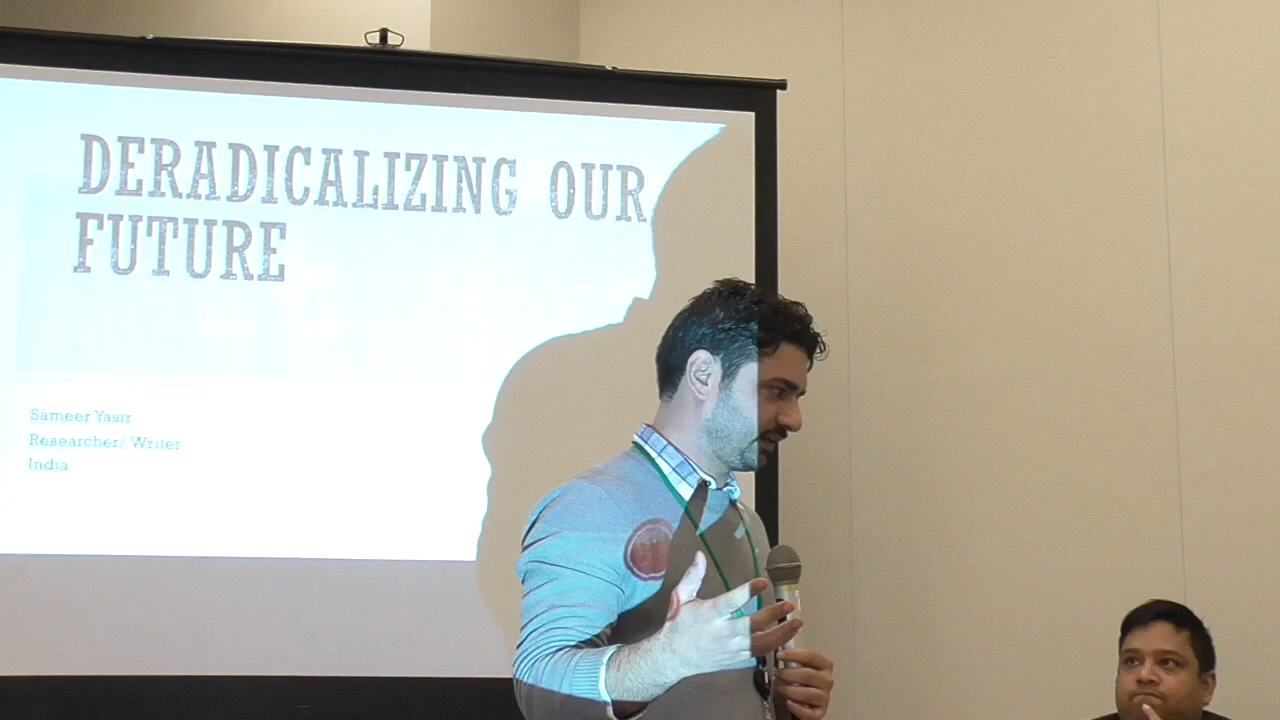 DERADICALIZING OUR
FUTURE
Sameer Yasir
Researcher/ Writer
India